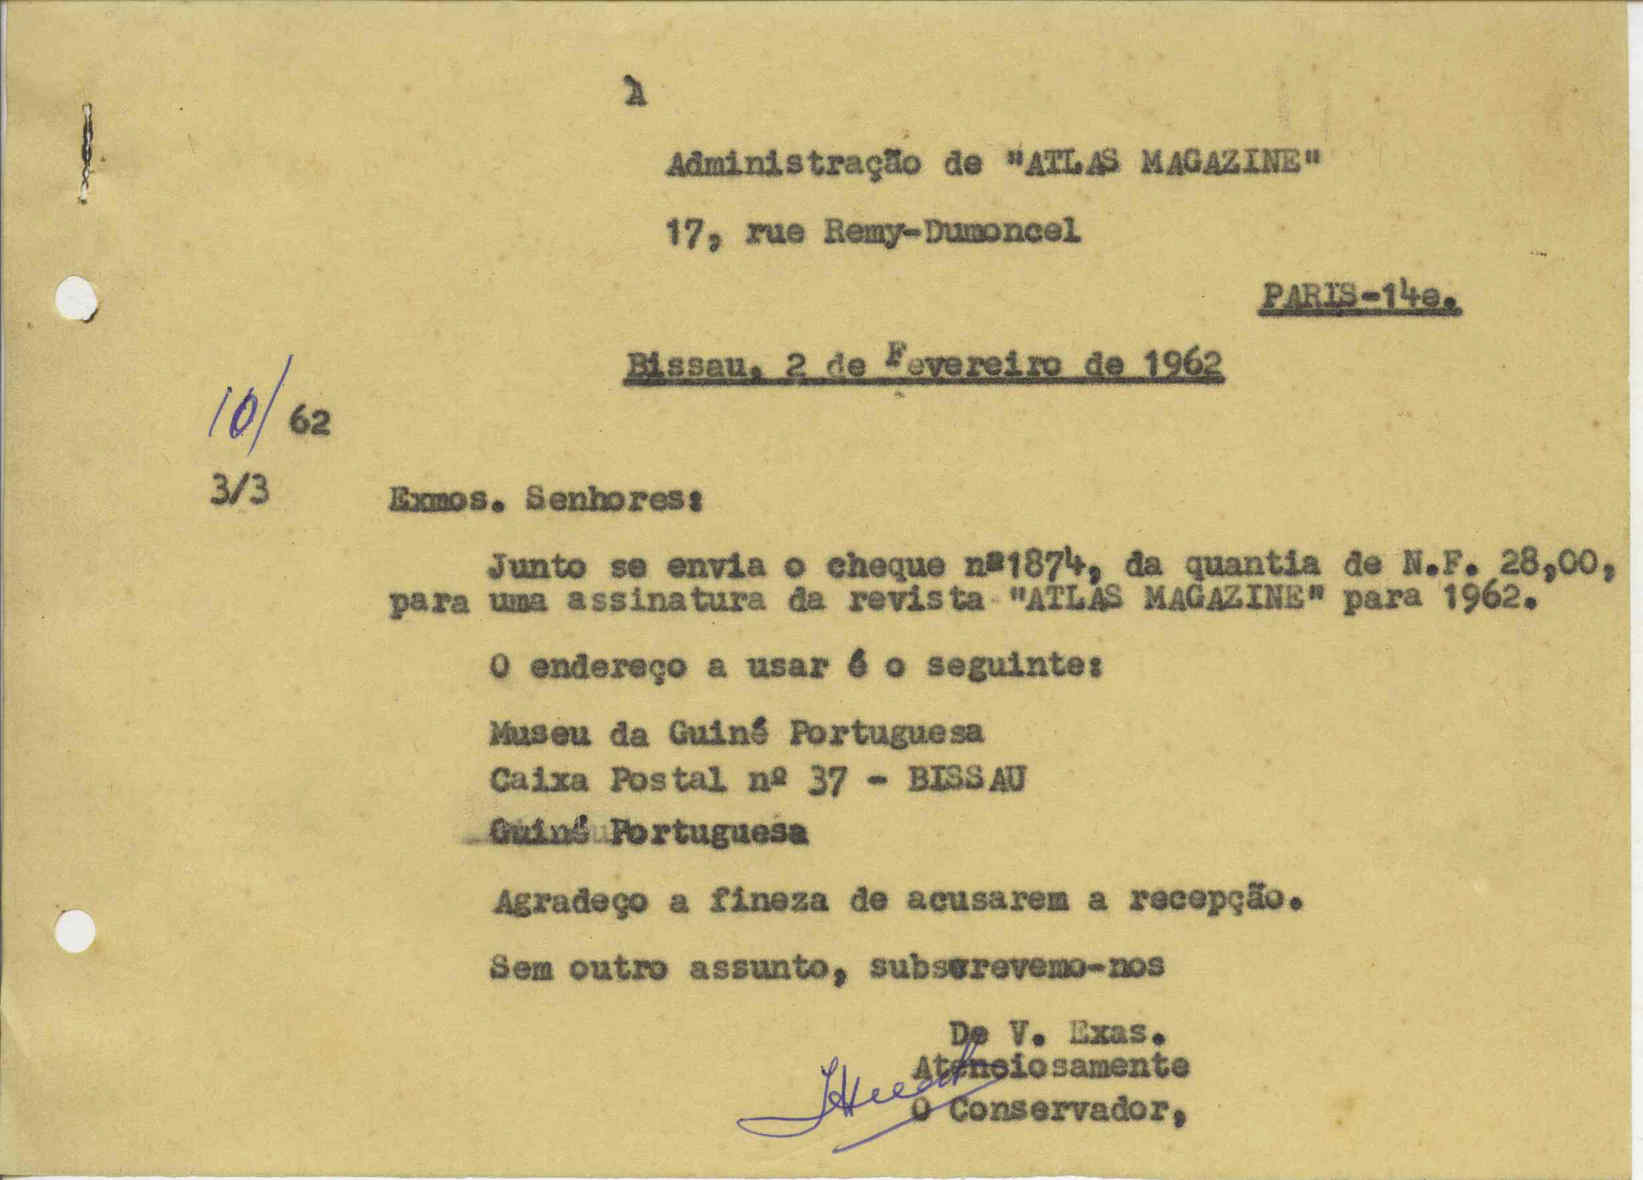 À
Administração de "ATLAS MAGAZINE"
17, rue Remy-Dumoncel
PARIS-14e.
Bissau, 2 de Fevereiro de 1962
10/ 62
3/3
Exmos. Senhores:
Junto se envia o cheque nº1874, da quantia de N.F. 28,00,
para uma assinatura da revista "ATLAS MAGAZINE" para 1962.
O endereço a usar é o seguinte:
Museu da Guiné Portuguesa
Caixa Postal nº 37 - BISSAU
Guiné Portuguesa
Agradeço a fineza de acusarem a recepção.
Sem outro assunto, subscrevemo-nos
De V. Exas.
Atenciosamente
O Conservador,